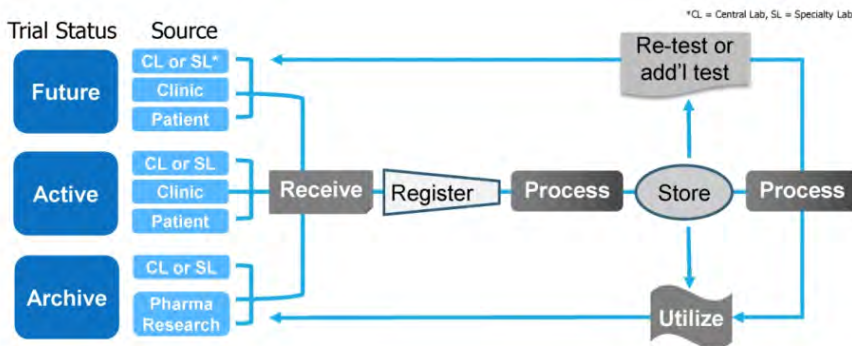 *CL = Central Lab, SL = Specialty Lab
Trial Status
Source
Future
CL or SL*
Clinic
Patient
Active
CL or SL
Clinic
Patient
Archive
CL or SL
Pharma
Research
Receive
Register
Process
Store
Process
Re-test or
add'l test
Utilize